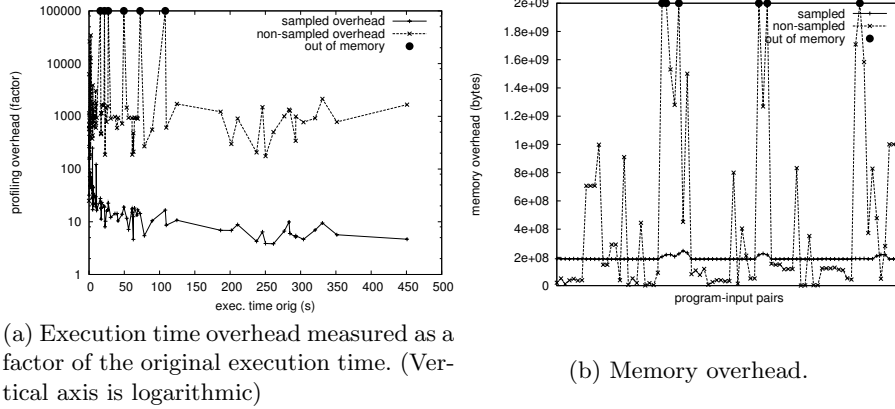 100000
10000
1000
100
10
1
profiling overhead (factor)
sampled overhead
non-sampled overhead
out of memory
0 50 100 150 200 250 300 350 400 450 500
exec. time orig (s)
(a) Execution time overhead measured as a
factor of the original execution time. (Ver-
tical axis is logarithmic)
2e+09
1.8e+09
1.6e+09
1.4e+09
1.2e+09
1e+09
8e+08
6e+08
4e+08
2e+08
0
memory overhead (bytes)
sampled
non-sampled
out of memory
program-input pairs
(b) Memory overhead.